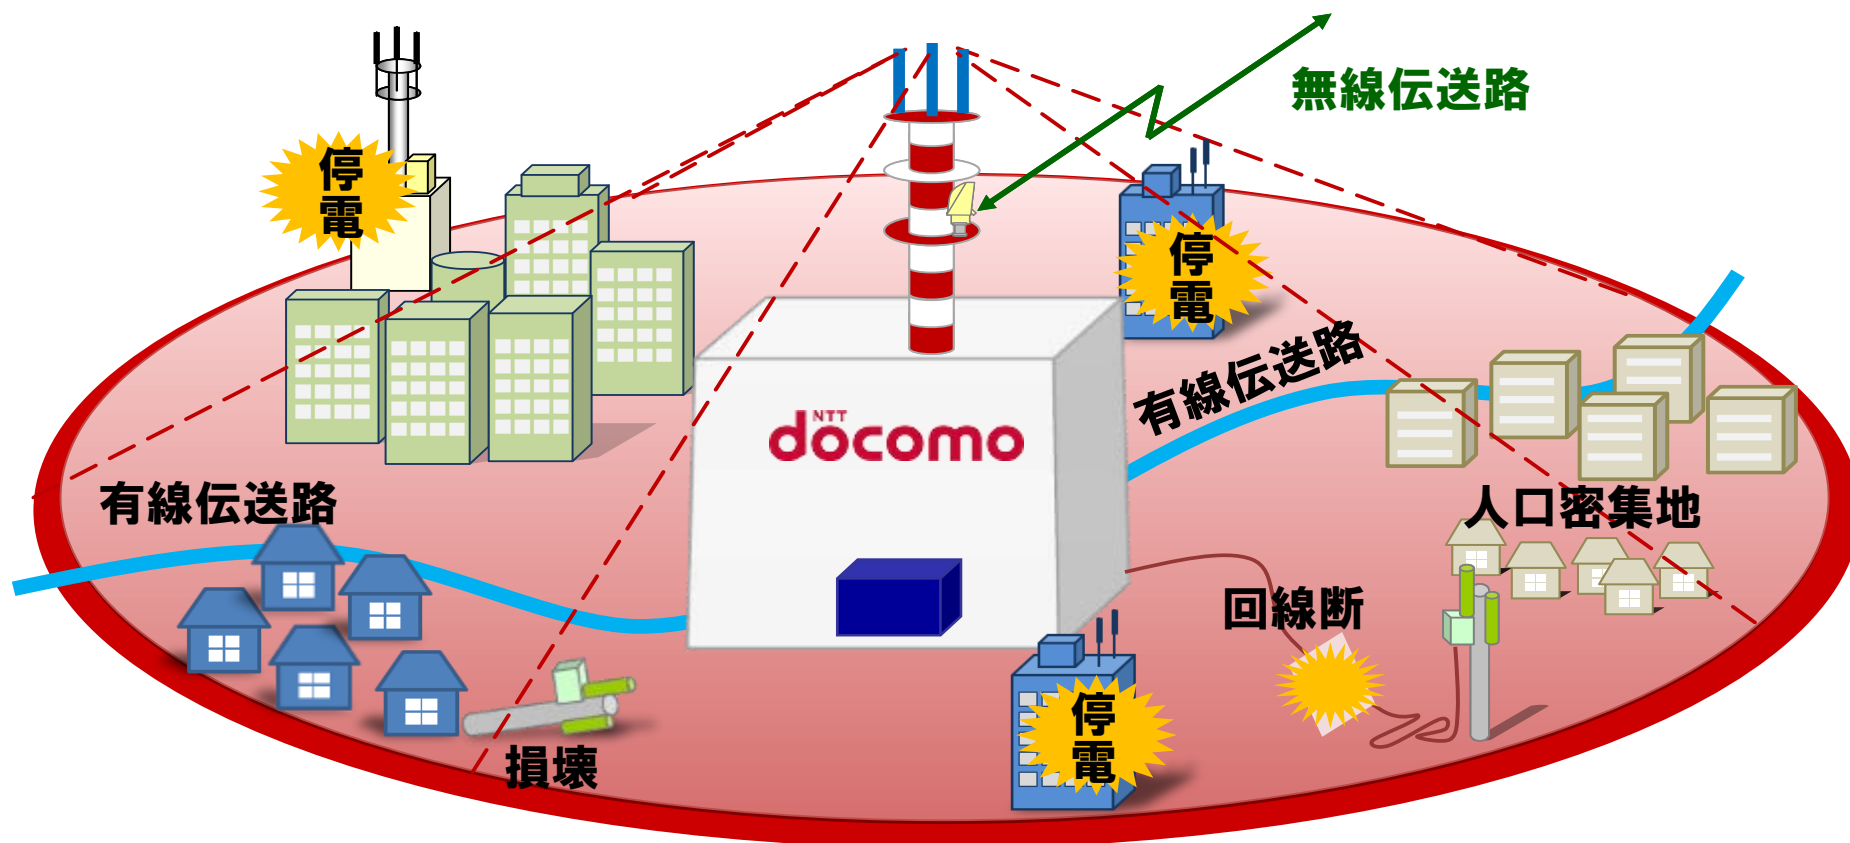 無線伝送路
停電
停電
有線伝送路
NTT
docomo
有線伝送路
人口密集地
回線断
停電
損壊